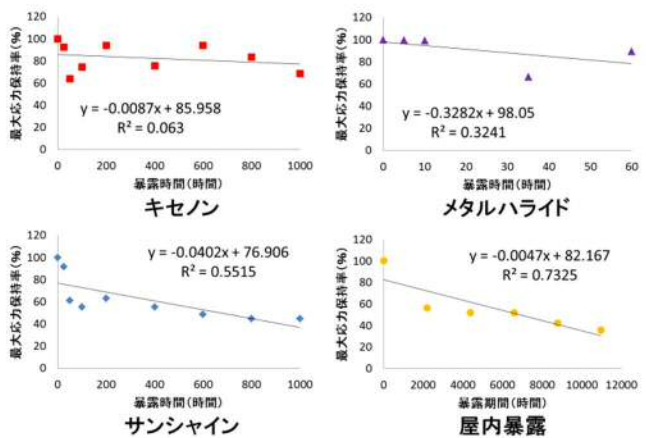 最大応力保持率(%)
120
100
80
60
40
20
0
y = -0.0087x + 85.958
R² = 0.063
0 200 400 600 800 1000
暴露時間(時間)
キセノン
最大応力保持率(%)
120
100
80
60
40
20
0
y = -0.3282x + 98.05
R² = 0.3241
0 10 20 30 40 50 60
暴露時間(時間)
メタルハライド
最大応力保持率(%)
120
100
80
60
40
20
0
y = -0.0402x + 76.906
R² = 0.5515
0 200 400 600 800 1000
暴露時間(時間)
サンシャイン
最大応力保持率(%)
120
100
80
60
40
20
0
y = -0.0047x + 82.167
R² = 0.7325
0 2000 4000 6000 8000 10000 12000
暴露期間(時間)
屋内暴露